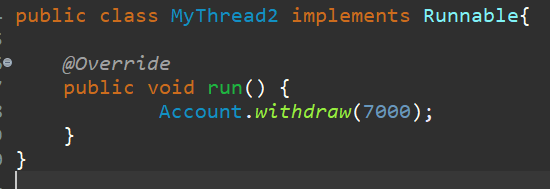 public class MyThread2 implements Runnable{
@Override
public void run() {
Account.withdraw(7000);
}
}